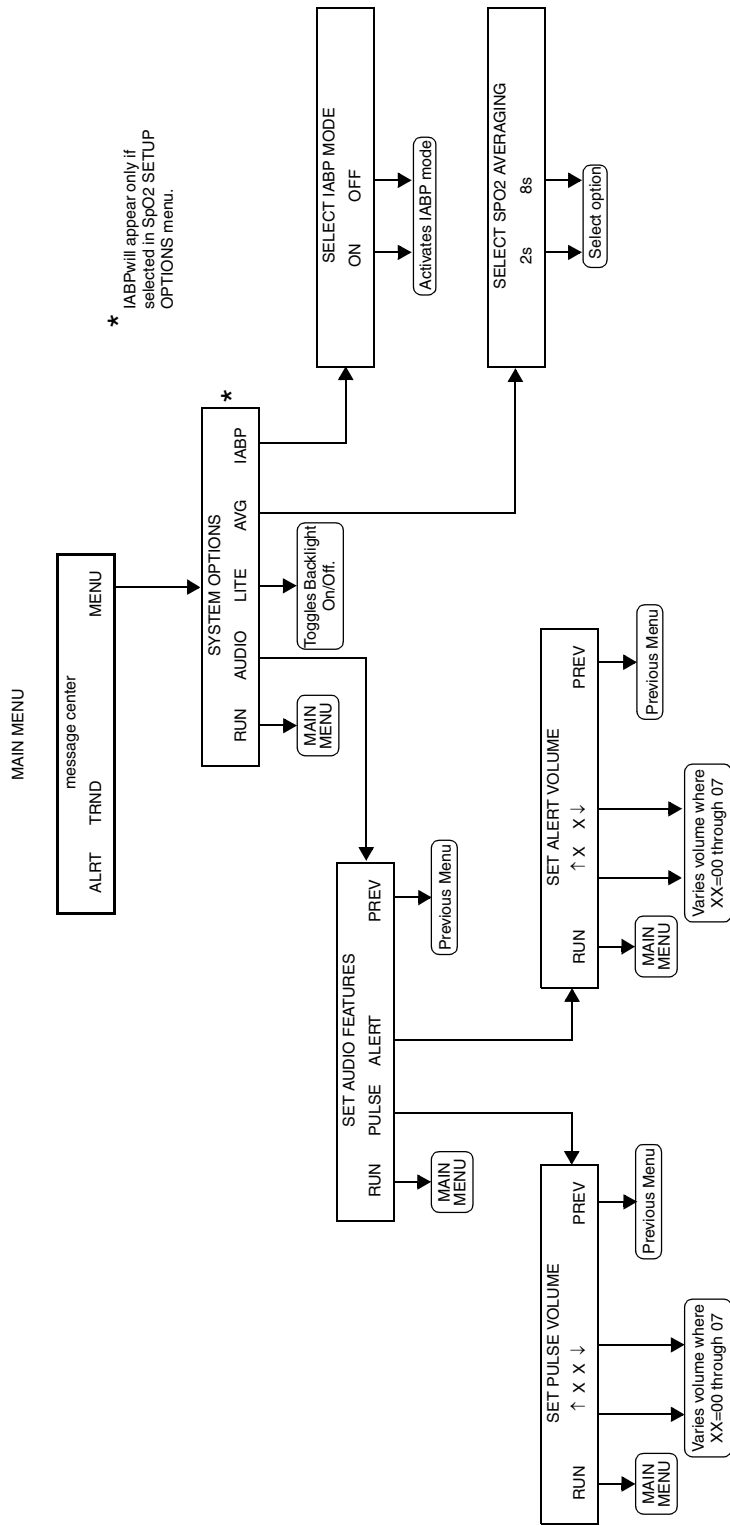 MAIN MENU
message center
ALRT TRND MENU
* IABPwill appear only if
selected in SpO2 SETUP
OPTIONS menu.
SYSTEM OPTIONS
RUN AUDIO LITE AVG IABP
*
MAIN
MENU
Toggles Backlight
On/Off.
SELECT IABP MODE
ON OFF
Activates IABP mode
SET AUDIO FEATURES
RUN PULSE ALERT PREV
MAIN
MENU
Previous Menu
SELECT SPO2 AVERAGING
2s 8s
Select option
SET PULSE VOLUME
RUN ↑ X X ↓ PREV
MAIN
MENU
Previous Menu
Varies volume where
XX=00 through 07
SET ALERT VOLUME
RUN ↑ X X ↓ PREV
MAIN
MENU
Previous Menu
Varies volume where
XX=00 through 07